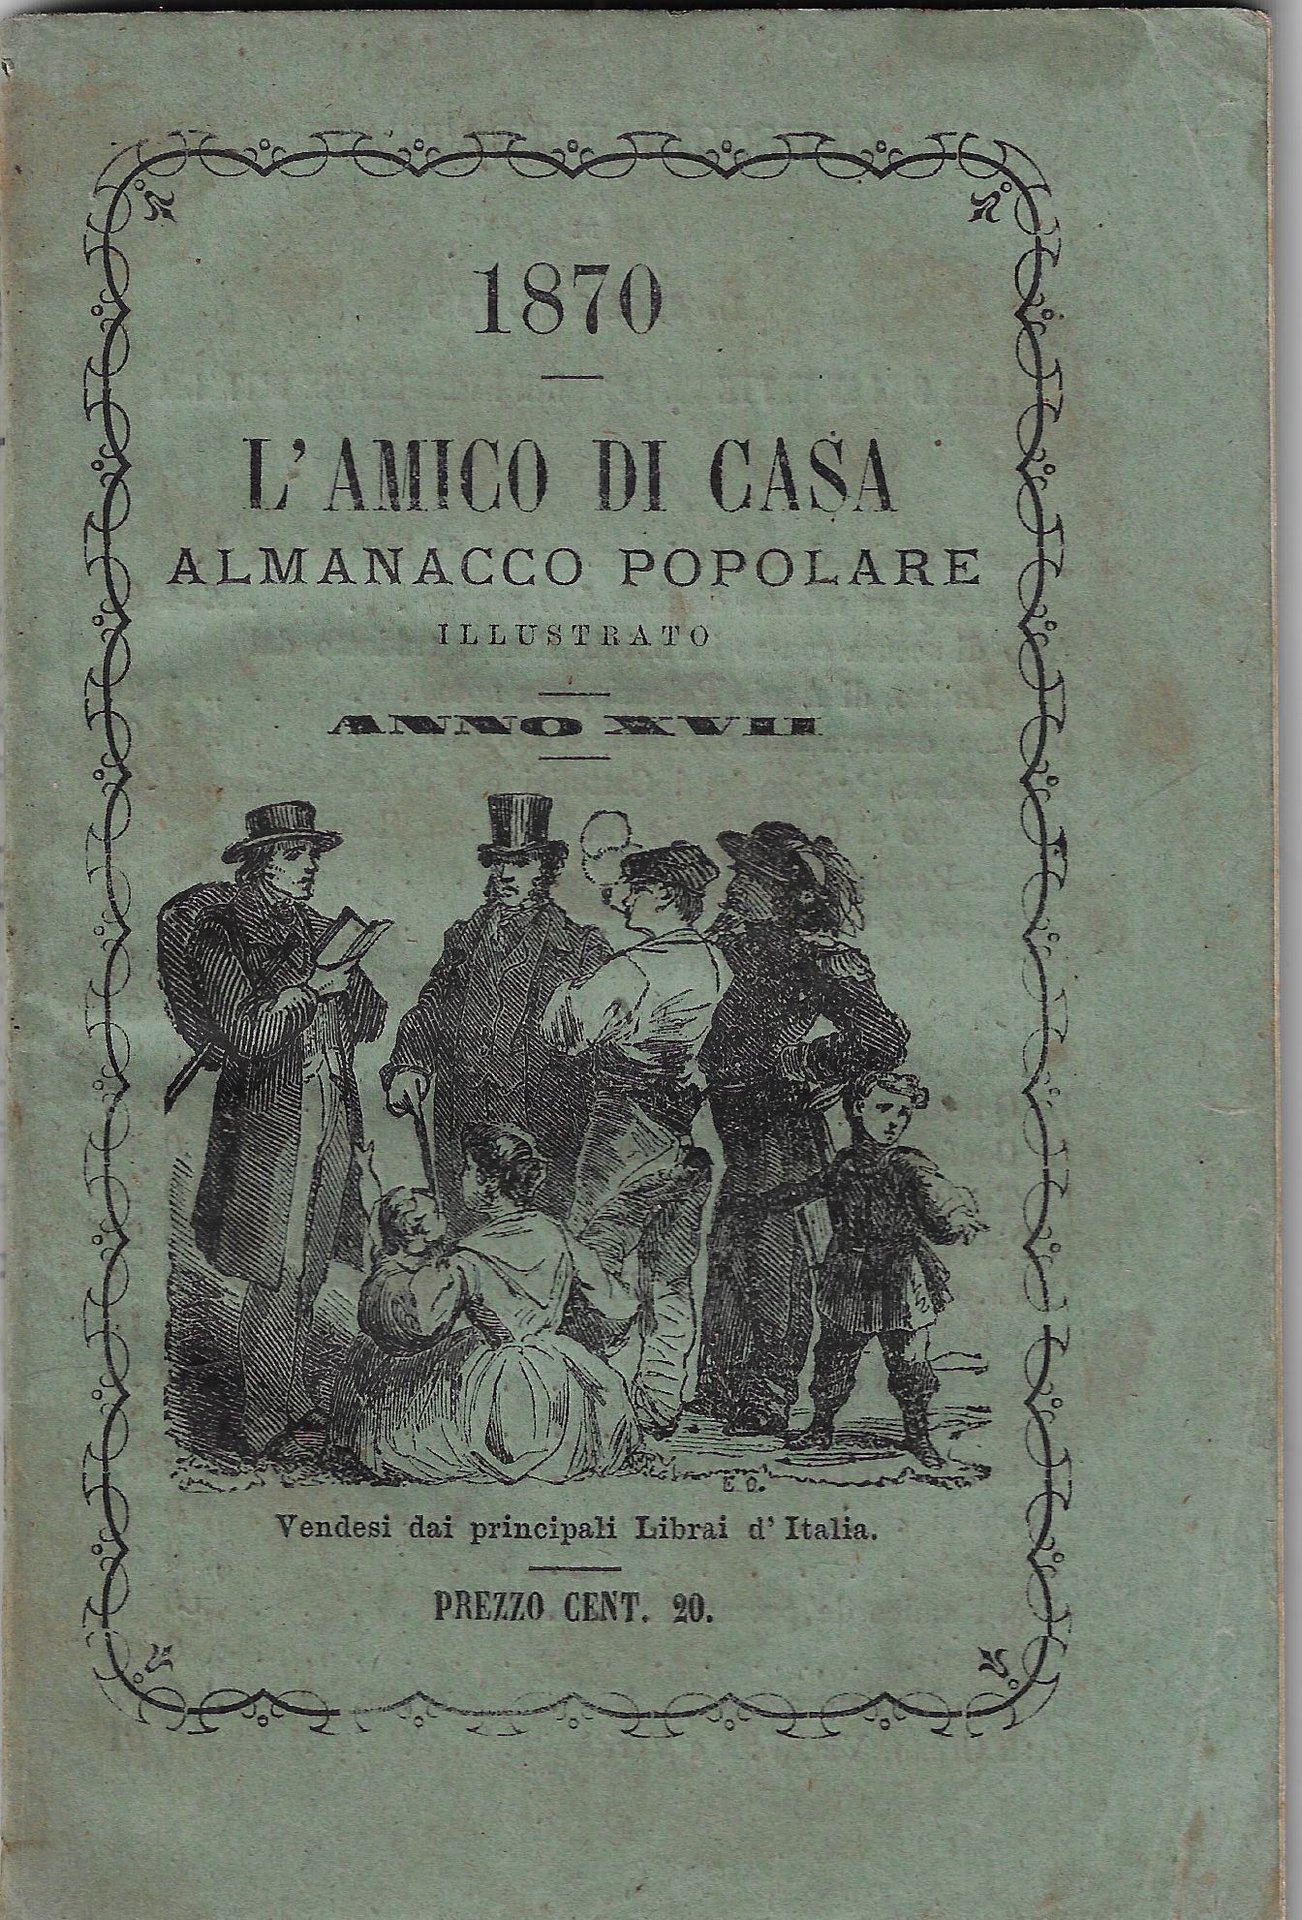 1870
L'AMICO DI CASA
ALMANACCO POPOLARE
ILLUSTRATO
ANNO XVII
E O.
Vendesi dai principali Librai d'Italia.
PREZZO CENT. 20.